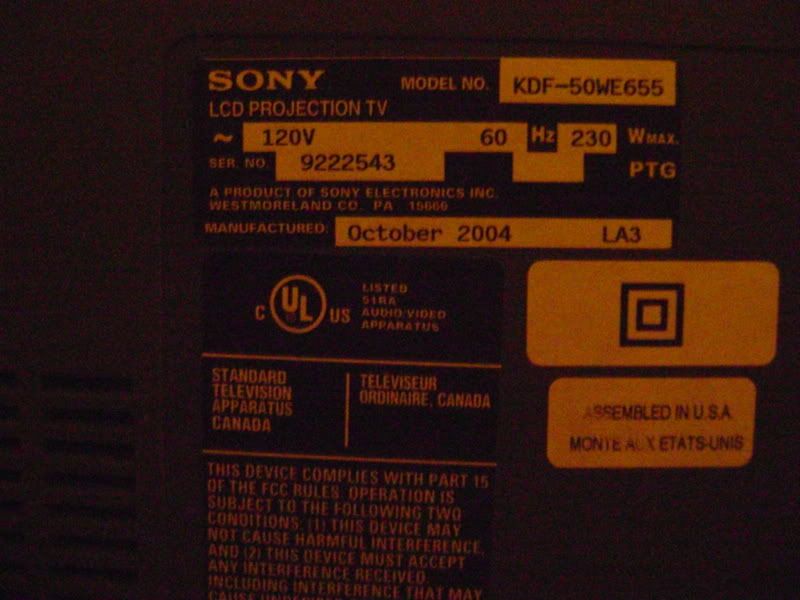 SONY MODEL NO. KDF-50WE655
LCD PROJECTION TV
~ 120V 60 Hz 230 WMAX.
SER. NO. 9222543 PTG
A PRODUCT OF SONY ELECTRONICS INC.
WESTMORELAND CO. PA 15666
MANUFACTURED: October 2004 LA3
C UL US
LISTED
51RA
AUDIO/VIDEO
APPARATUS
STANDARD
TELEVISION
APPARATUS
CANADA
TELEVISEUR
ORDINAIRE, CANADA
ASSEMBLED IN U.S.A.
MONTE AUX ETATS-UNIS
THIS DEVICE COMPLIES WITH PART 15
OF THE FCC RULES. OPERATION IS
SUBJECT TO THE FOLLOWING TWO
CONDITIONS. (1) THIS DEVICE MAY
NOT CAUSE HARMFUL INTERFERENCE,
AND (2) THIS DEVICE MUST ACCEPT
ANY INTERFERENCE RECEIVED,
INCLUDING INTERFERENCE THAT MAY
CAUSE